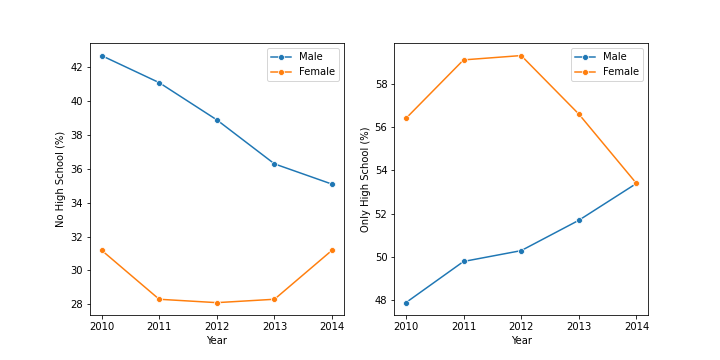 No High School (%)
42
40
38
36
34
32
30
28
2010 2011 2012 2013 2014
Year
Male
Female
Only High School (%)
58
56
54
52
50
48
2010 2011 2012 2013 2014
Year
Male
Female